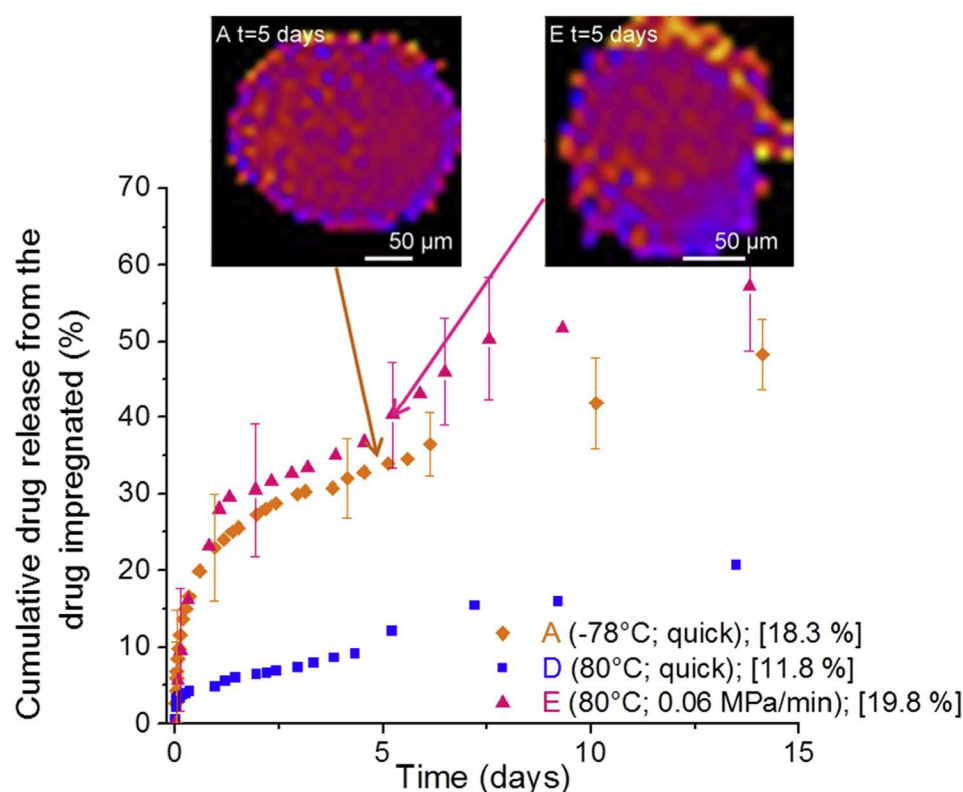 A t=5 days
50 µm
E t=5 days
50 µm
Cumulative drug release from the
drug impregnated (%)
70
60
50
40
30
20
10
0
A (-78°C; quick); [18.3 %]
D (80°C; quick); [11.8 %]
E (80°C; 0.06 MPa/min); [19.8 %]
0
5
10
15
Time (days)